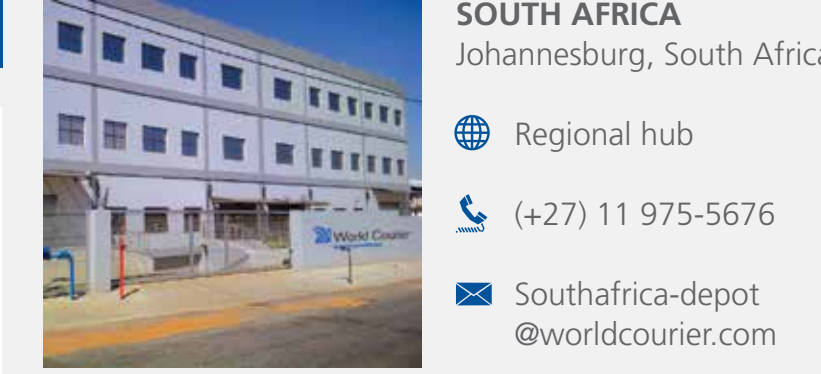 SOUTH AFRICA
Johannesburg, South Africa
Regional hub
(+27) 11 975-5676
Southafrica-depot
@worldcourier.com
World Courier